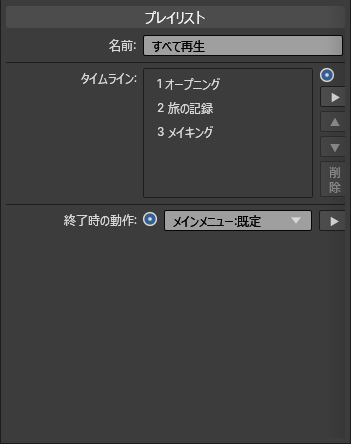 プレイリスト
名前: すべて再生
タイムライン:
1 オープニング
2 旅の記録
3 メイキング
削除
終了時の動作: メインメニュー:既定